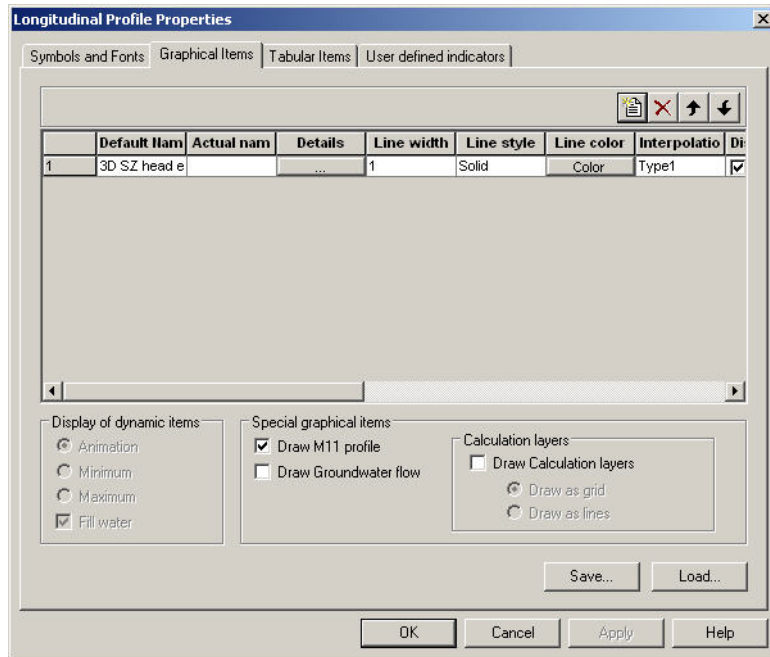 Longitudinal Profile Properties
Symbols and Fonts Graphical Items Tabular Items User defined indicators
Default Nam Actual nam Details Line width Line style Line color Interpolatio Di
1 3D SZ head e ... 1 Solid Color Type1
Display of dynamic items
Animation
Minimum
Maximum
Fill water
Special graphical items
Draw M11 profile
Draw Groundwater flow
Calculation layers
Draw Calculation layers
Draw as grid
Draw as lines
Save... Load...
OK Cancel Apply Help